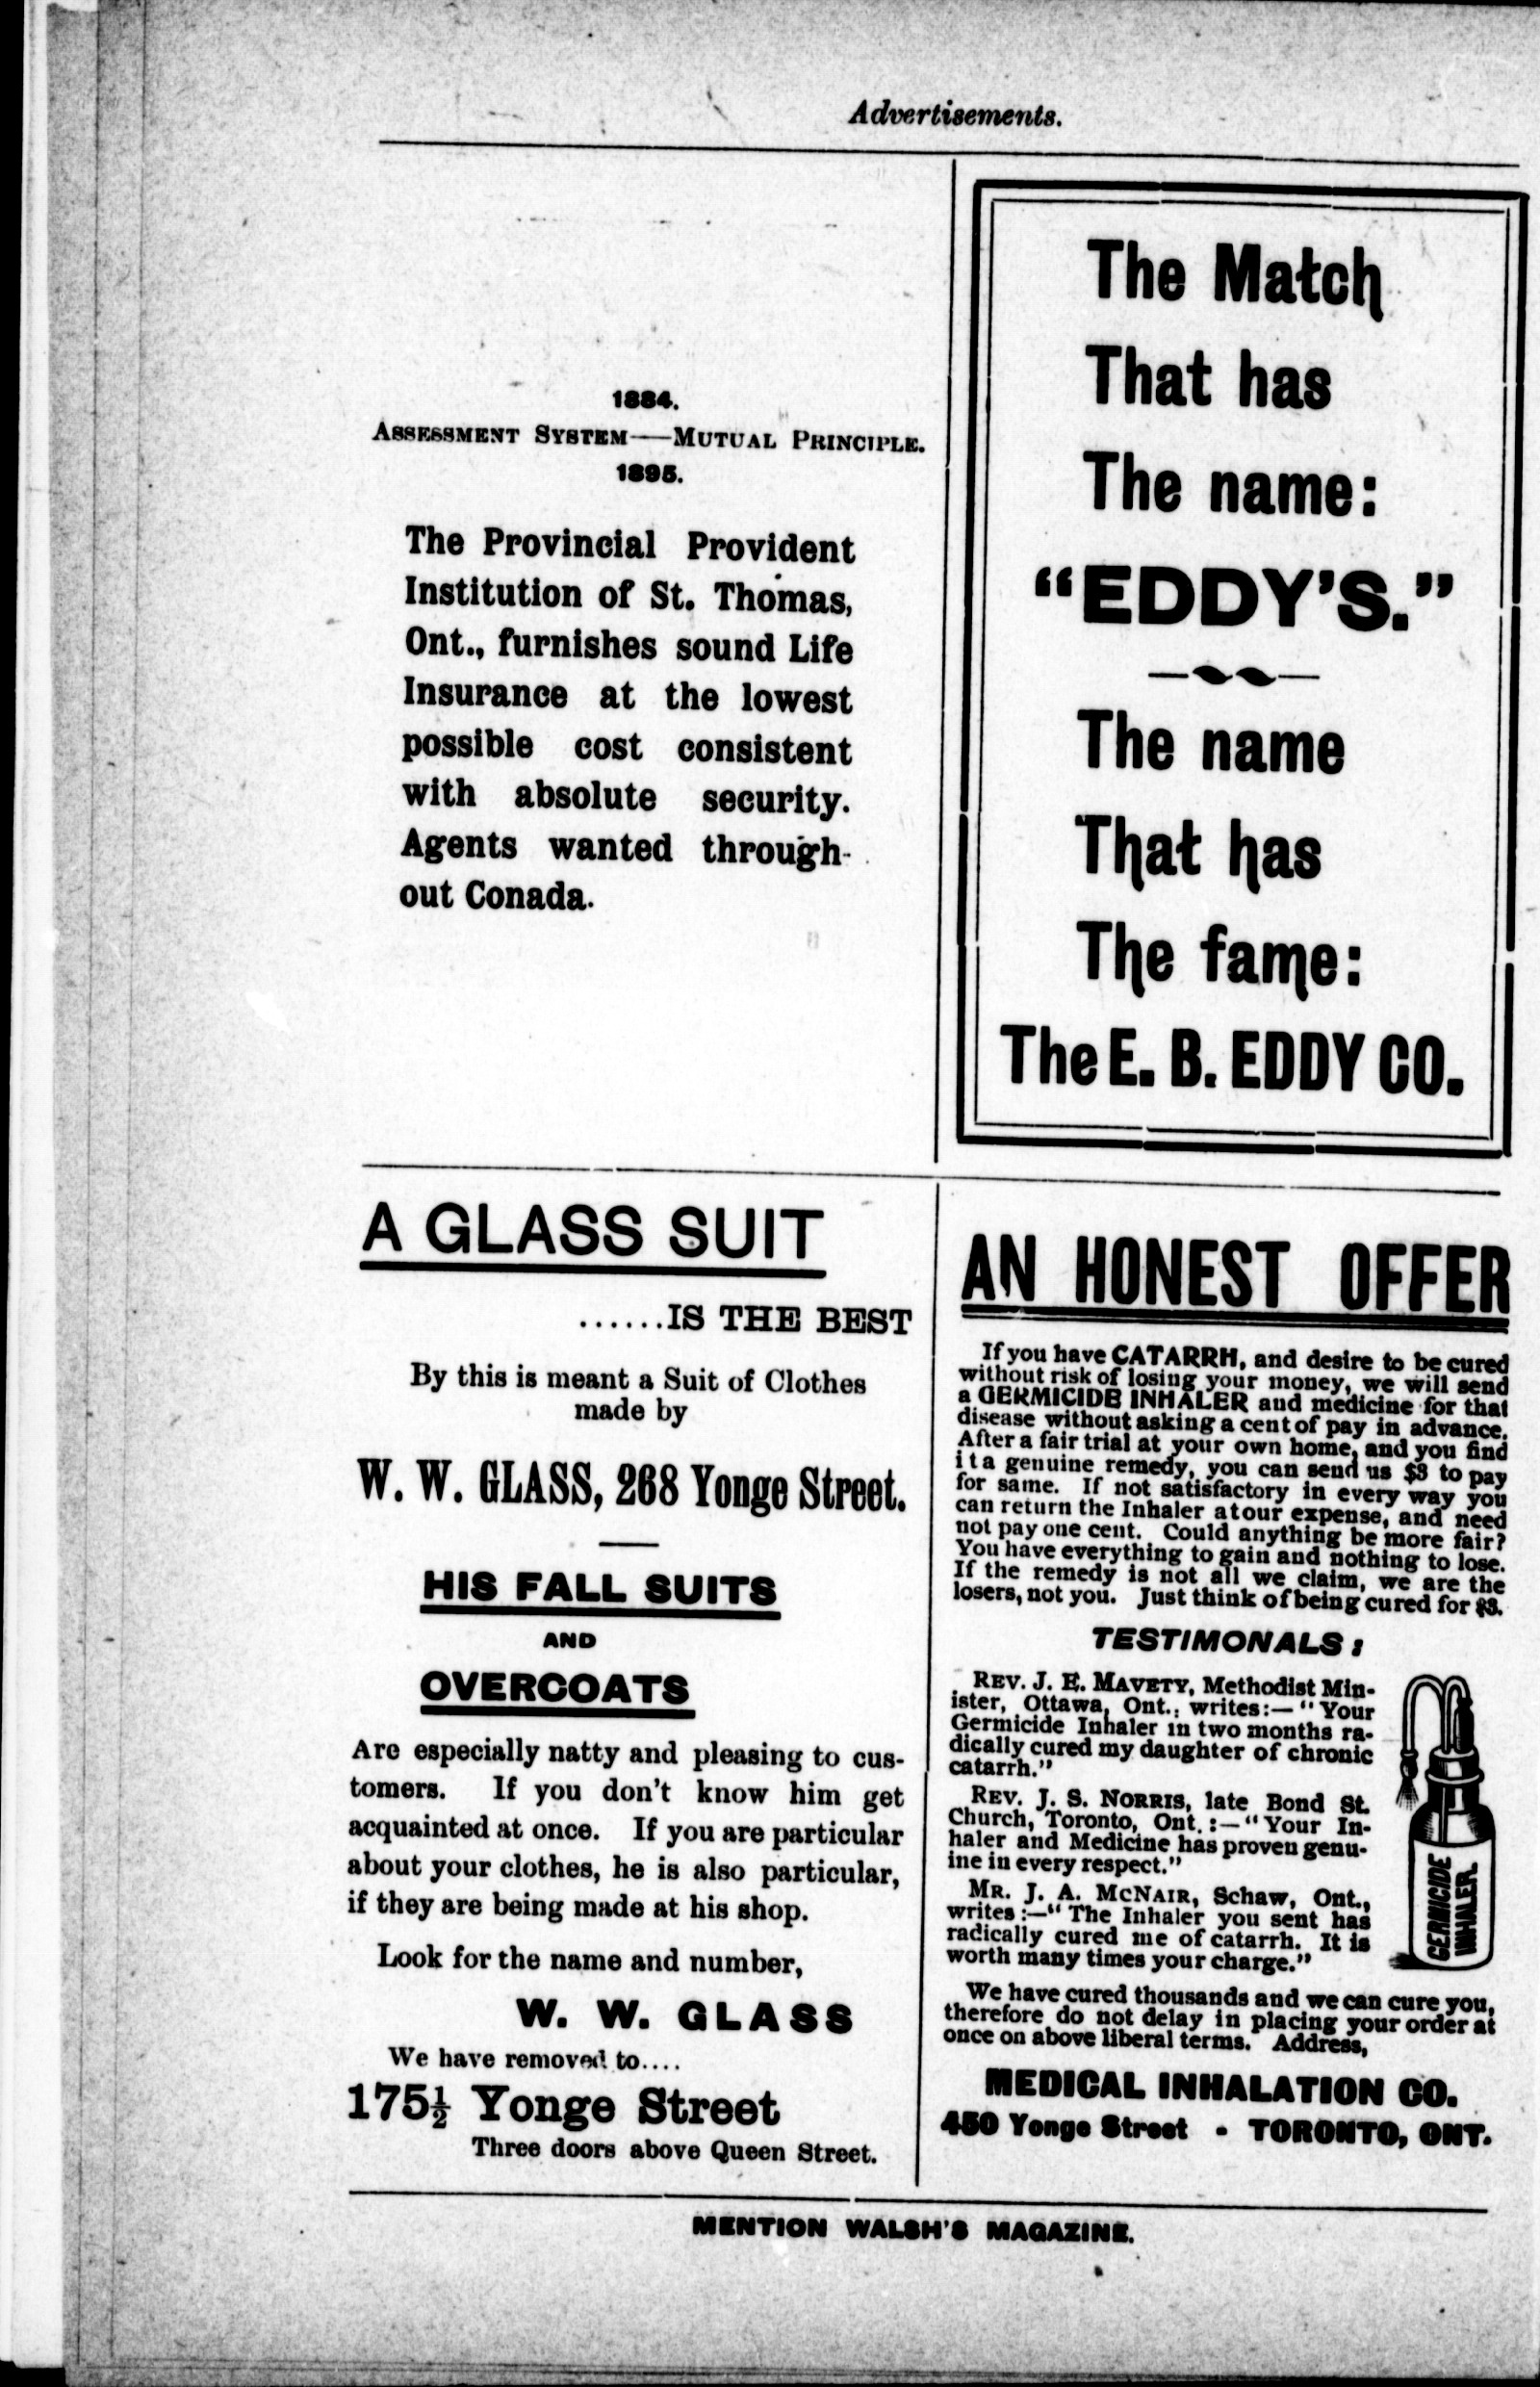 Advertisements.
1884.
ASSESSMENT SYSTEM——MUTUAL PRINCIPLE.
1895.
The Provincial Provident
Institution of St. Thomas,
Ont., furnishes sound Life
Insurance at the lowest
possible cost consistent
with absolute security.
Agents wanted through-
out Conada.
The Match
That has
The name:
“EDDY’S.”
The name
That has
The fame:
The E. B. EDDY CO.
A GLASS SUIT
......IS THE BEST
By this is meant a Suit of Clothes
made by
W. W. GLASS, 268 Yonge Street.
HIS FALL SUITS
AND
OVERCOATS
Are especially natty and pleasing to cus-
tomers. If you don’t know him get
acquainted at once. If you are particular
about your clothes, he is also particular,
if they are being made at his shop.
Look for the name and number,
W. W. GLASS
We have removed to....
175½ Yonge Street
Three doors above Queen Street.
AN HONEST OFFER
If you have CATARRH, and desire to be cured
without risk of losing your money, we will send
a GERMICIDE INHALER and medicine for that
disease without asking a cent of pay in advance.
After a fair trial at your own home, and you find
it a genuine remedy, you can send us $3 to pay
for same. If not satisfactory in every way you
can return the Inhaler at our expense, and need
not pay one cent. Could anything be more fair?
You have everything to gain and nothing to lose.
If the remedy is not all we claim, we are the
losers, not you. Just think of being cured for $3.
TESTIMONALS:
REV. J. E. MAVETY, Methodist Min-
ister, Ottawa, Ont., writes:—“Your
Germicide Inhaler in two months ra-
dically cured my daughter of chronic
catarrh.”
REV. J. S. NORRIS, late Bond St.
Church, Toronto, Ont.:—“Your In-
haler and Medicine has proven genu-
ine in every respect.”
MR. J. A. MCNAIR, Schaw, Ont.,
writes:—“The Inhaler you sent has
radically cured me of catarrh. It is
worth many times your charge.”
GERMICIDE
INHALER.
We have cured thousands and we can cure you,
therefore do not delay in placing your order at
once on above liberal terms. Address,
MEDICAL INHALATION CO.
450 Yonge Street - TORONTO, ONT.
MENTION WALSH’S MAGAZINE.